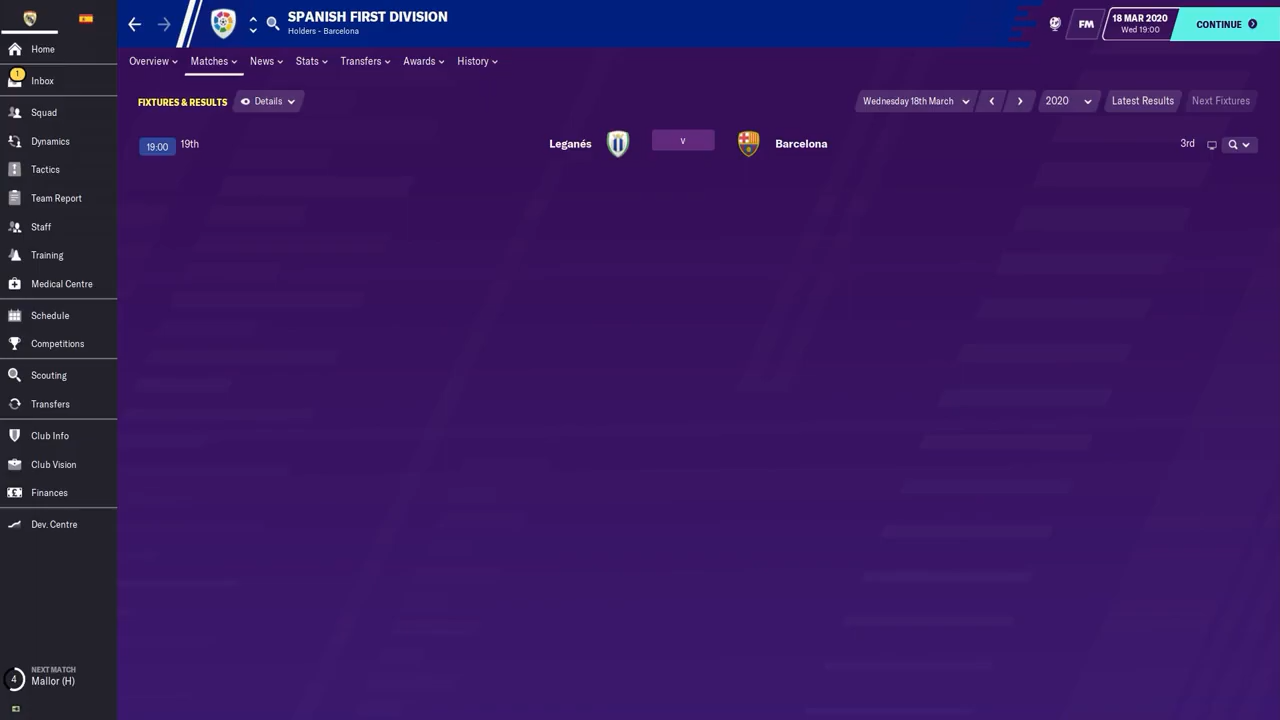 SPANISH FIRST DIVISION
Holders - Barcelona
FM
18 MAR 2020
Wed 19:00
CONTINUE
Home
1
Inbox
Squad
Dynamics
Tactics
Team Report
Staff
Training
Medical Centre
Schedule
Competitions
Scouting
Transfers
Club Info
Club Vision
Finances
Dev. Centre
4
NEXT MATCH
Mallor (H)
Overview Matches News Stats Transfers Awards History
FIXTURES & RESULTS Details Wednesday 18th March 2020 Latest Results Next Fixtures
19:00 19th Leganés v Barcelona 3rd